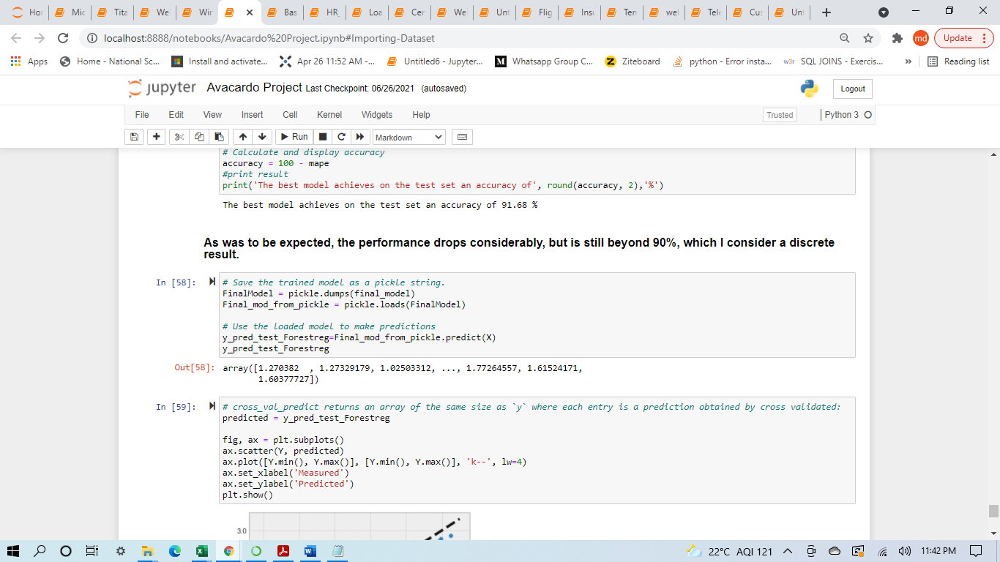 Hor
Mic
Tita
We
Wir
Bas
HR_
Loa
Cer
We
Unt
Flig
Insu
Terr
wel
Tele
Cus
Unt
localhost:8888/notebooks/Avacardo%20Project.ipynb#Importing-Dataset
md
Update
Apps
Home - National Sc...
Install and activate...
Apr 26 11:52 AM -...
Untitled6 - Jupyter...
M
Whatsapp Group C...
Z
Ziteboard
python - Error insta...
w3r
SQL JOINS - Exercis...
»
Reading list
jupyter Avacardo Project Last Checkpoint: 06/26/2021 (autosaved)
Logout
File Edit View Insert Cell Kernel Widgets Help
Trusted
Python 3
Run
Markdown
# Calculate and display accuracy
accuracy = 100 - mape
#print result
print('The best model achieves on the test set an accuracy of', round(accuracy, 2),'%')
The best model achieves on the test set an accuracy of 91.68 %
As was to be expected, the performance drops considerably, but is still beyond 90%, which I consider a discrete
result.
In [58]:
# Save the trained model as a pickle string.
FinalModel = pickle.dumps(final_model)
Final_mod_from_pickle = pickle.loads(FinalModel)
# Use the loaded model to make predictions
y_pred_test_Forestreg=Final_mod_from_pickle.predict(X)
y_pred_test_Forestreg
Out[58]: array([1.270382 , 1.27329179, 1.02503312, ..., 1.77264557, 1.61524171,
1.60377727])
In [59]:
# cross_val_predict returns an array of the same size as `y` where each entry is a prediction obtained by cross validated:
predicted = y_pred_test_Forestreg
fig, ax = plt.subplots()
ax.scatter(Y, predicted)
ax.plot([Y.min(), Y.max()], [Y.min(), Y.max()], 'k--', lw=4)
ax.set_xlabel('Measured')
ax.set_ylabel('Predicted')
plt.show()
3.0
22°C AQI 121
11:42 PM